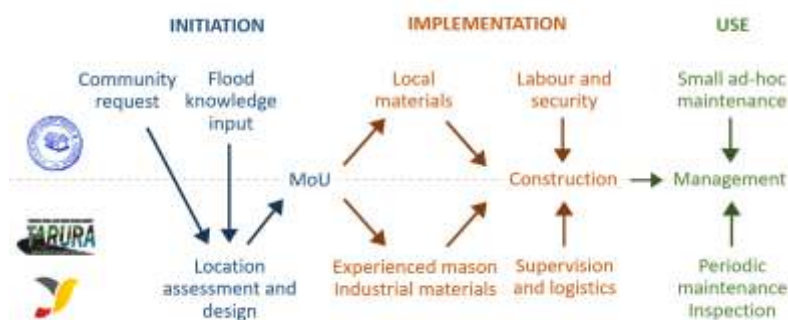 INITIATION
IMPLEMENTATION
USE
Community
request
Flood
knowledge
input
Local
materials
Labour and
security
Small ad-hoc
maintenance
MoU
Construction
Management
TARURA
Location
assessment and
design
Experienced mason
Industrial materials
Supervision
and logistics
Periodic
maintenance
Inspection